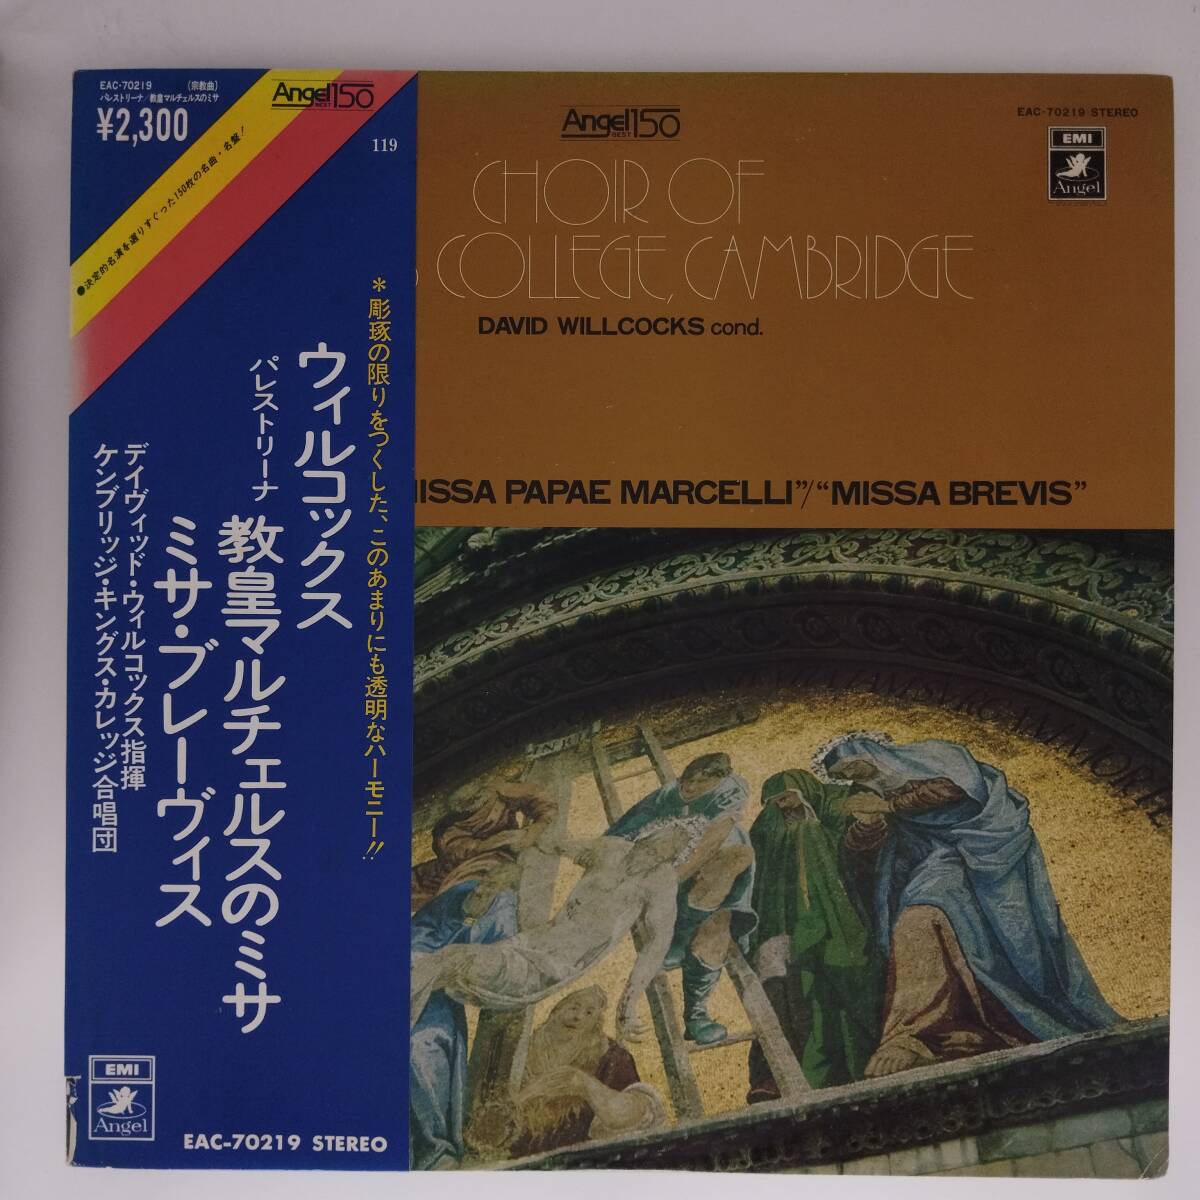 EAC-70219 (宗教曲)
パレストリーナ/教皇マルチェルスのミサ
¥2,300
Angel 150
BEST
119
●決定的名演を選りすぐった150枚の名曲・名盤!
*彫琢の限りをつくした、このあまりにも透明なハーモニー!!
ウィルコックス
パレストリーナ
教皇マルチェルスのミサ
ミサ・ブレーヴィス
デイヴィッド・ウィルコックス指揮
ケンブリッジ・キングス・カレッジ合唱団
EMI
Angel
EAC-70219 STEREO
Angel 150
BEST
EAC-70219 STEREO
EMI
Angel
CHOIR OF
COLLEGE, CAMBRIDGE
DAVID WILLCOCKS cond.
ISSA PAPAE MARCELLI”/“MISSA BREVIS”
INRI